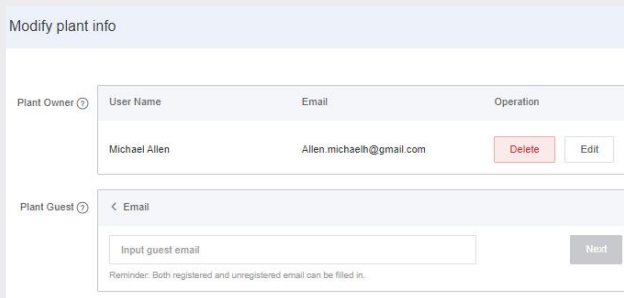 Modify plant info
Plant Owner ? User Name Email Operation
Michael Allen Allen.michaelh@gmail.com Delete Edit
Plant Guest ? < Email
Input guest email Next
Reminder: Both registered and unregistered email can be filled in.